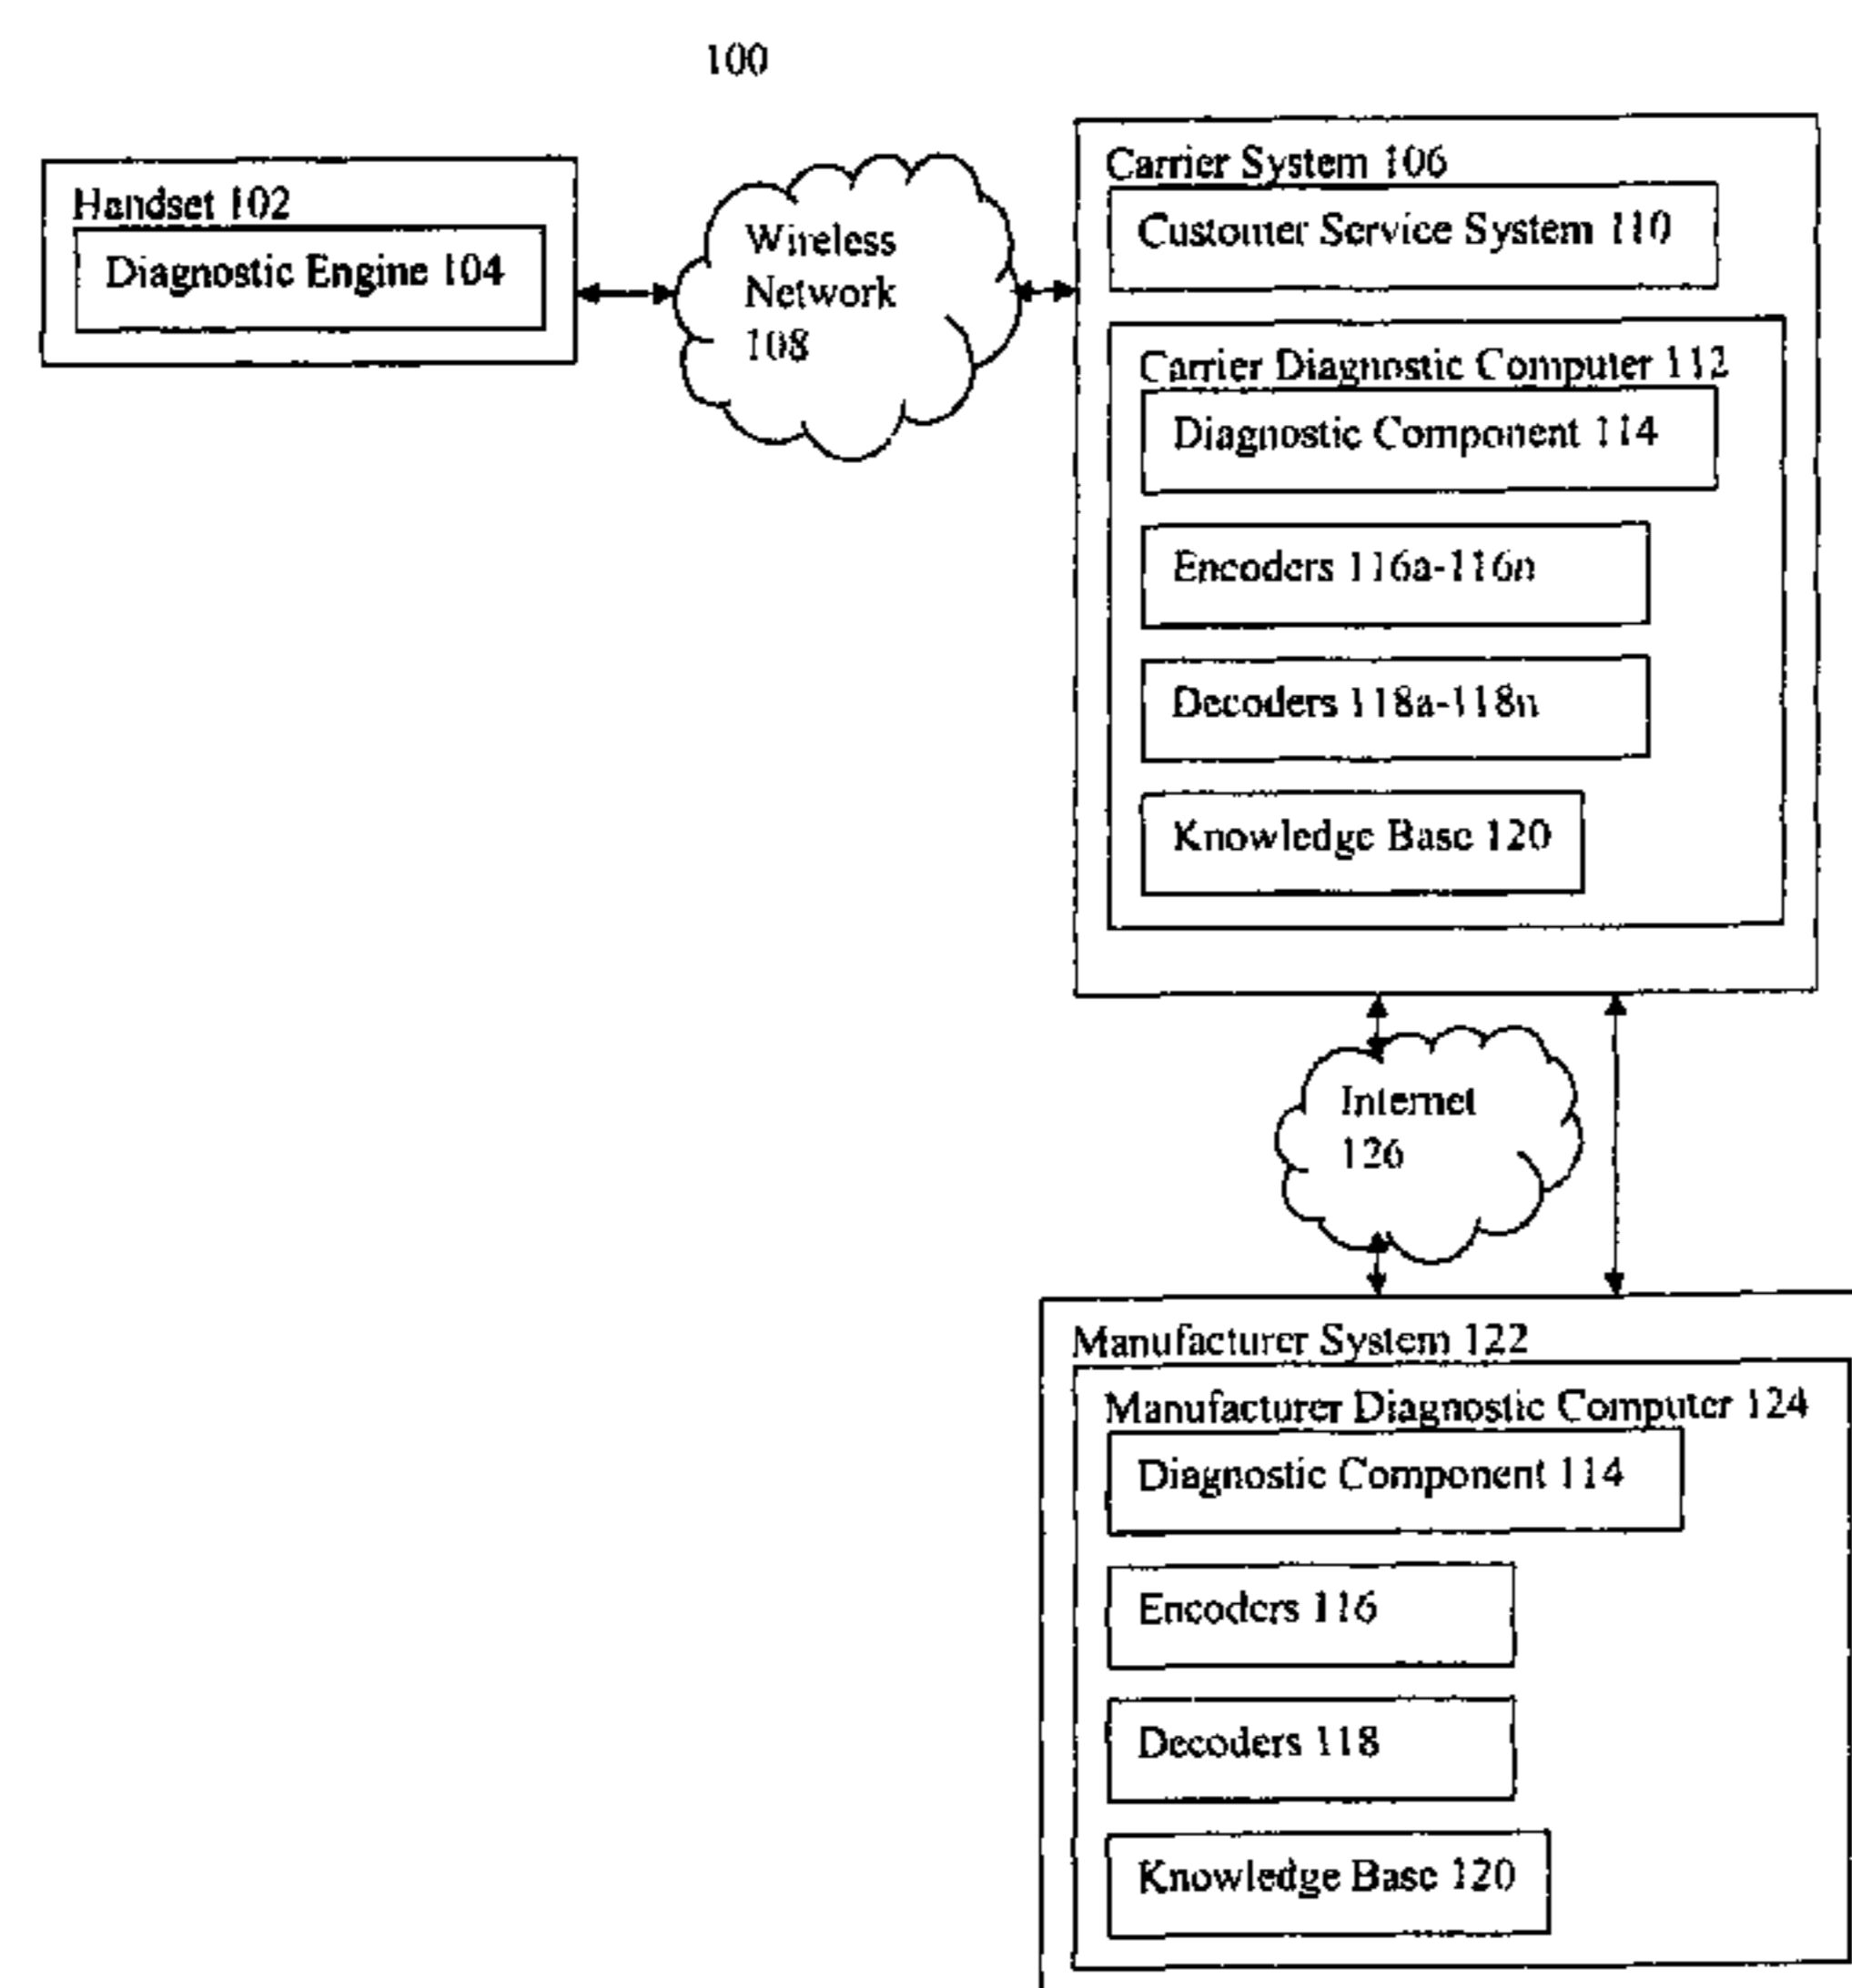 100
Handset 102
Diagnostic Engine 104
Wireless
Network
108
Carrier System 106
Customer Service System 110
Carrier Diagnostic Computer 112
Diagnostic Component 114
Encoders 116a-116n
Decoders 118a-118n
Knowledge Base 120
Internet
126
Manufacturer System 122
Manufacturer Diagnostic Computer 124
Diagnostic Component 114
Encoders 116
Decoders 118
Knowledge Base 120